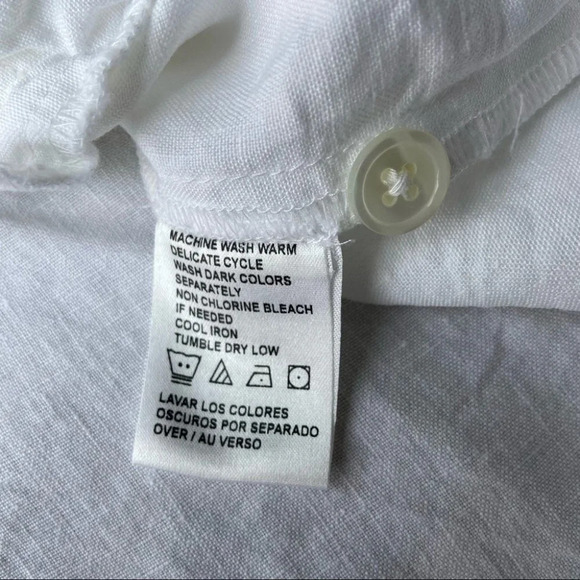 MACHINE WASH WARM
DELICATE CYCLE
WASH DARK COLORS
SEPARATELY
NON CHLORINE BLEACH
IF NEEDED
COOL IRON
TUMBLE DRY LOW
LAVAR LOS COLORES
OSCUROS POR SEPARADO
OVER / AU VERSO